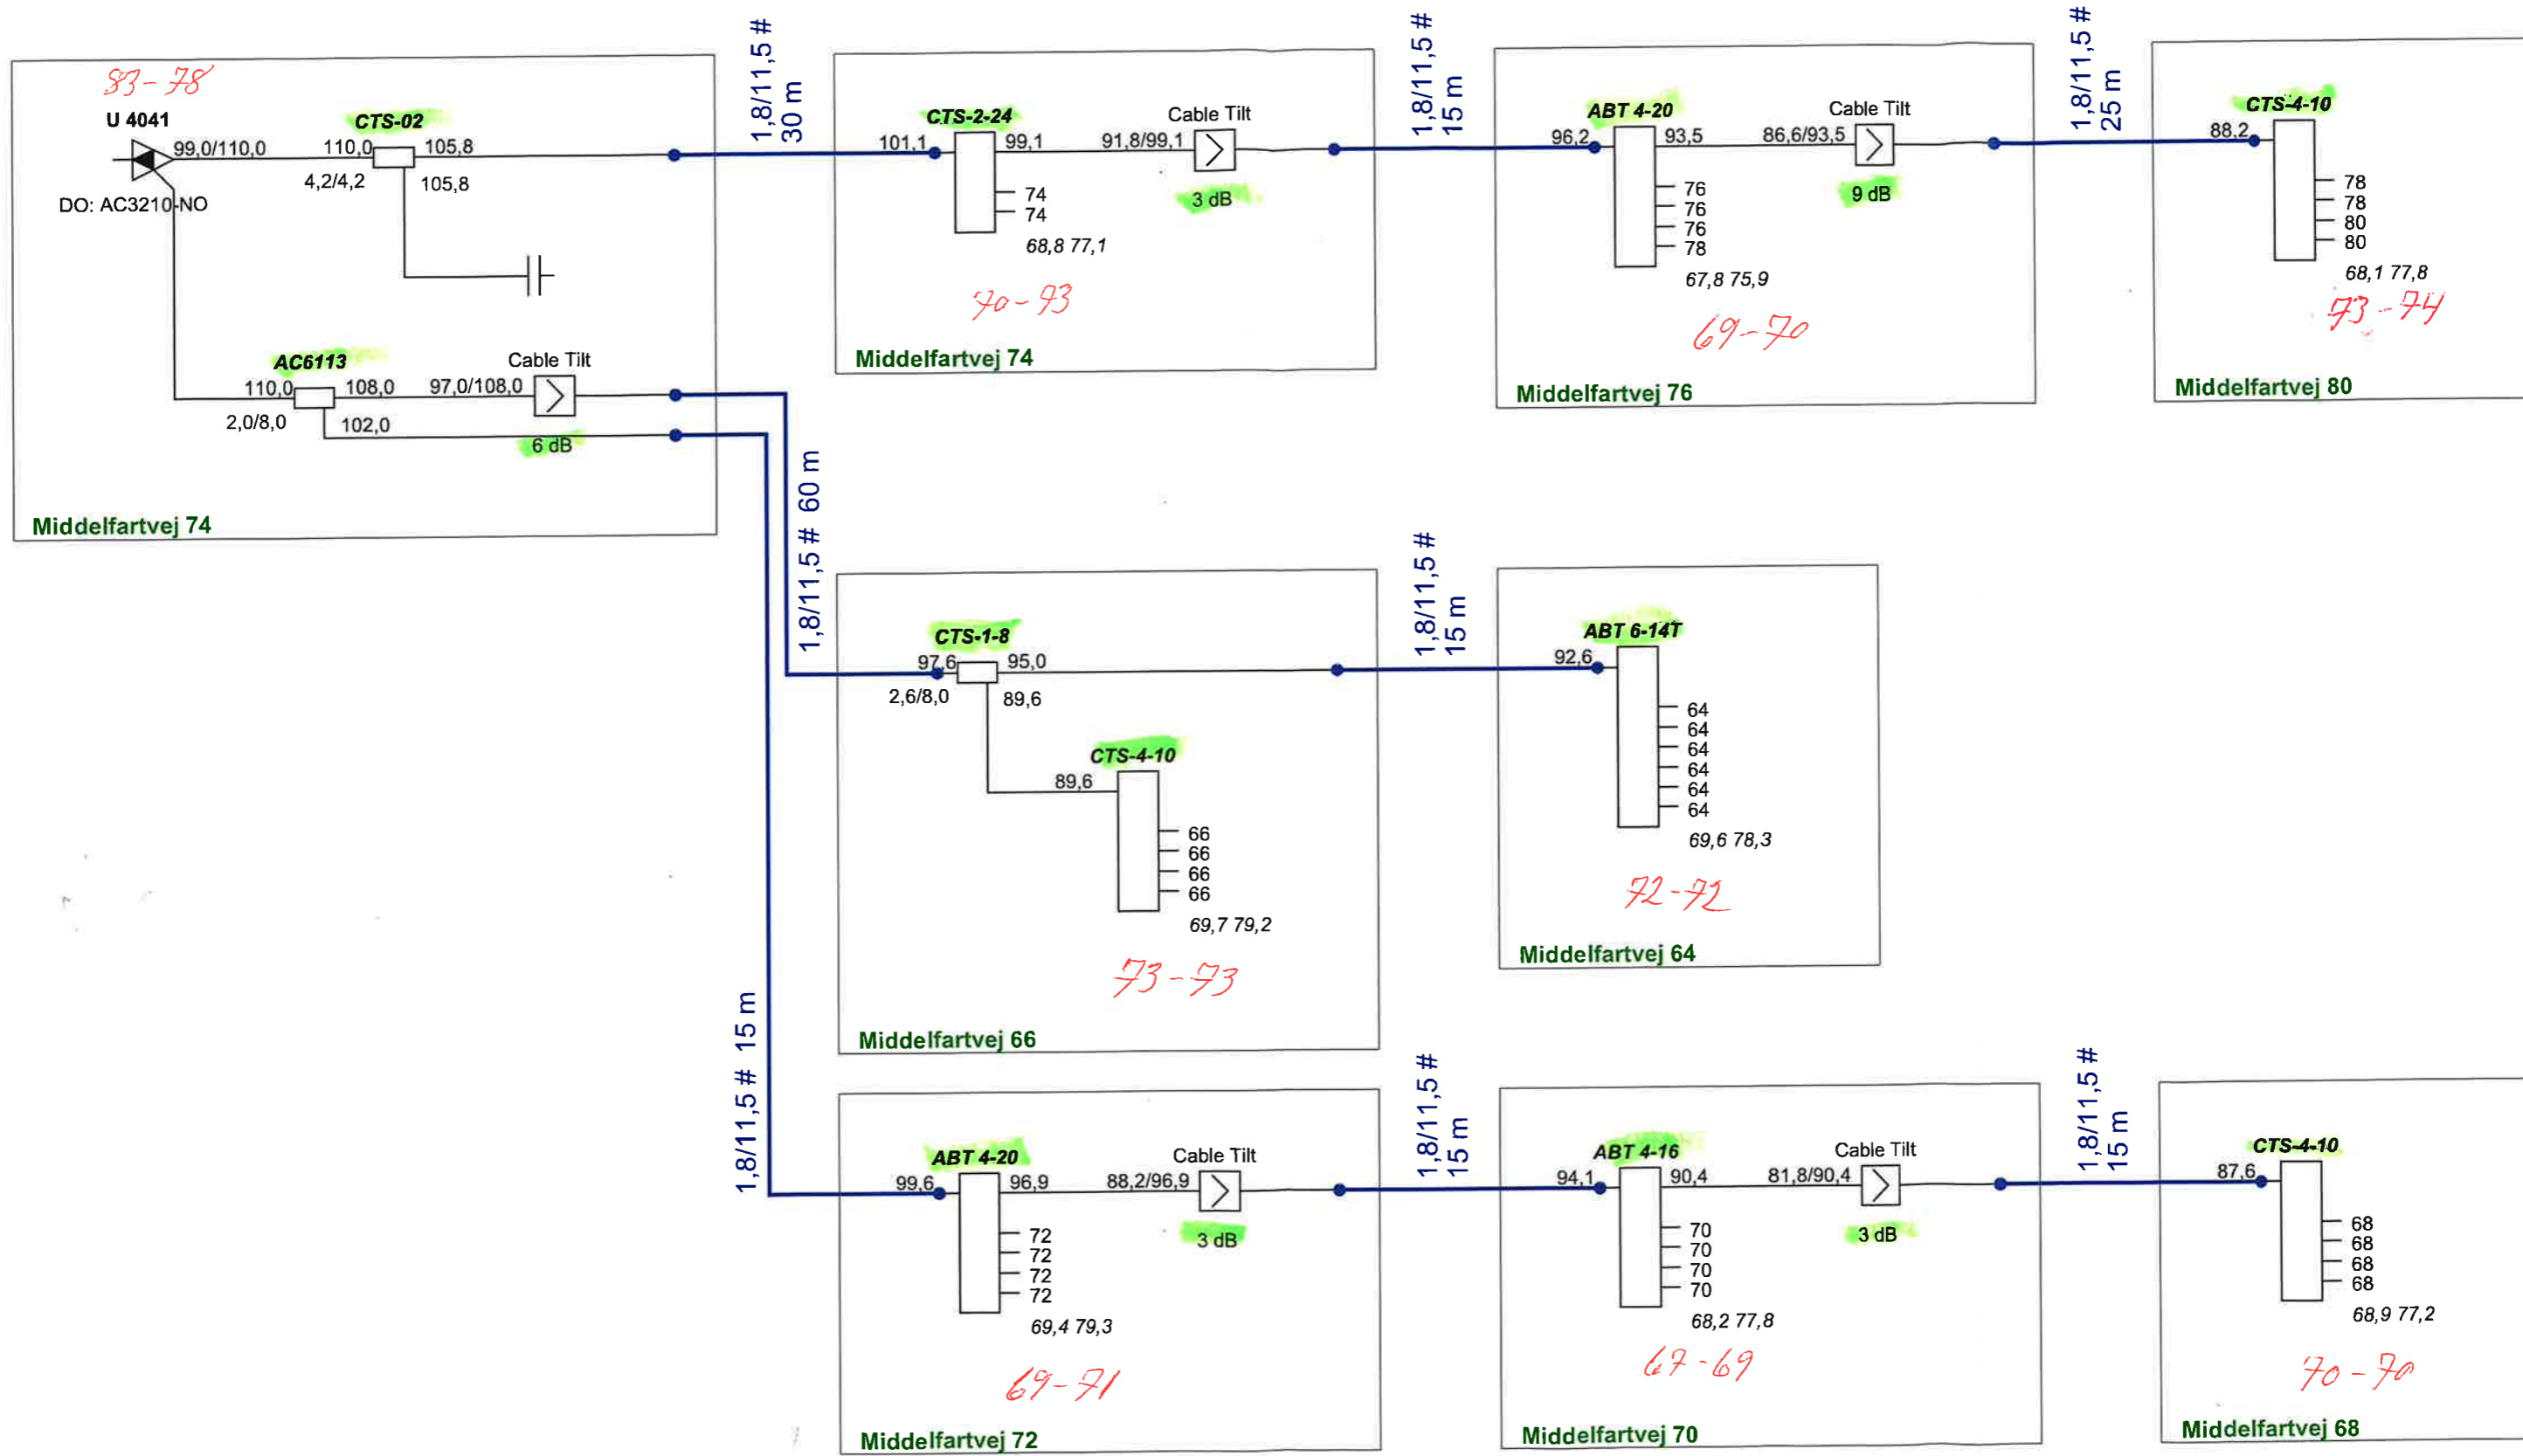 83-78
U 4041
99,0/110,0
DO: AC3210-NO
CTS-02
110,0
105,8
4,2/4,2
105,8
AC6113
110,0
108,0
2,0/8,0
102,0
97,0/108,0
Cable Tilt
6 dB
Middelfartvej 74
1,8/11,5 #
30 m
CTS-2-24
101,1
99,1
74
74
68,8 77,1
91,8/99,1
Cable Tilt
3 dB
70-73
Middelfartvej 74
1,8/11,5 #
15 m
ABT 4-20
96,2
93,5
76
76
76
78
67,8 75,9
86,6/93,5
Cable Tilt
9 dB
69-70
Middelfartvej 76
1,8/11,5 #
25 m
CTS-4-10
88,2
78
78
80
80
68,1 77,8
73-74
Middelfartvej 80
1,8/11,5 # 60 m
CTS-1-8
97,6
95,0
2,6/8,0
89,6
CTS-4-10
89,6
66
66
66
66
69,7 79,2
73-73
Middelfartvej 66
1,8/11,5 #
15 m
ABT 6-14T
92,6
64
64
64
64
64
64
69,6 78,3
72-72
Middelfartvej 64
1,8/11,5 # 15 m
ABT 4-20
99,6
96,9
72
72
72
72
69,4 79,3
88,2/96,9
Cable Tilt
3 dB
69-71
Middelfartvej 72
1,8/11,5 #
15 m
ABT 4-16
94,1
90,4
70
70
70
70
68,2 77,8
81,8/90,4
Cable Tilt
3 dB
67-69
Middelfartvej 70
1,8/11,5 #
15 m
CTS-4-10
87,6
68
68
68
68
68,9 77,2
70-70
Middelfartvej 68